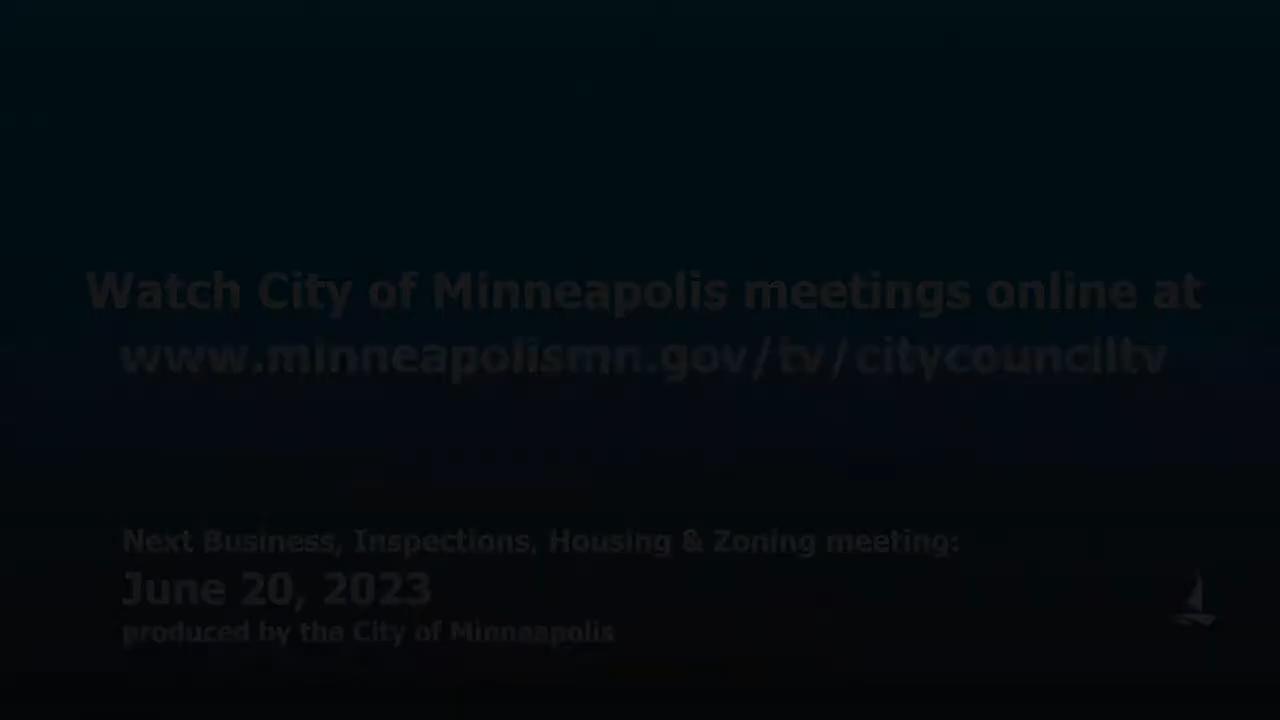 Watch City of Minneapolis meetings online at
www.minneapolismn.gov/tv/citycounciltv
Next Business, Inspections, Housing & Zoning meeting:
June 20, 2023
produced by the City of Minneapolis